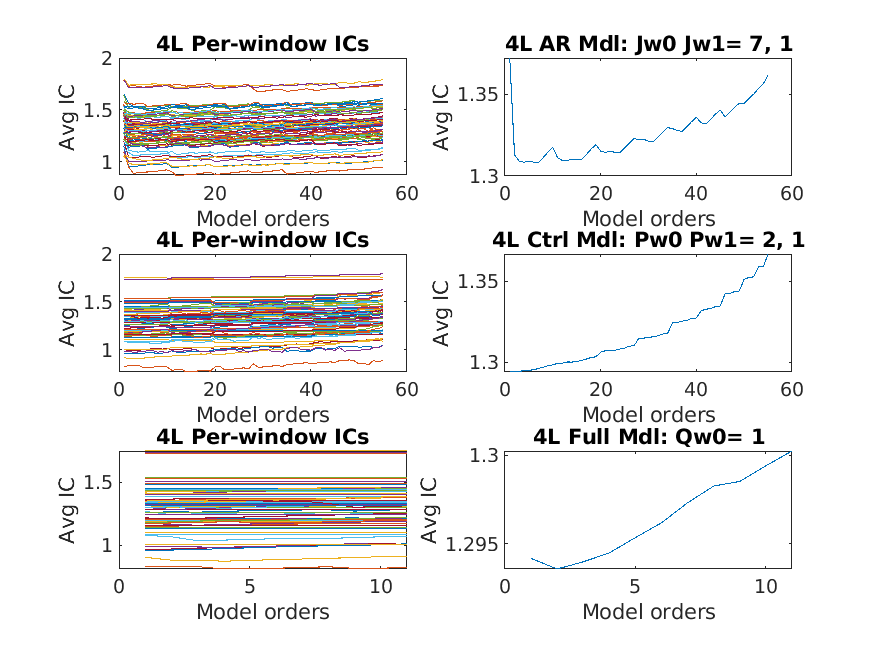 4L Per-window ICs
2
1.5
1
Avg IC
0
20
40
60
Model orders
4L AR Mdl: Jw0 Jw1= 7, 1
1.35
1.3
Avg IC
0
20
40
60
Model orders
4L Per-window ICs
2
1.5
1
Avg IC
0
20
40
60
Model orders
4L Ctrl Mdl: Pw0 Pw1= 2, 1
1.35
1.3
Avg IC
0
20
40
60
Model orders
4L Per-window ICs
1.5
1
Avg IC
0
5
10
Model orders
4L Full Mdl: Qw0= 1
1.3
1.295
Avg IC
0
5
10
Model orders